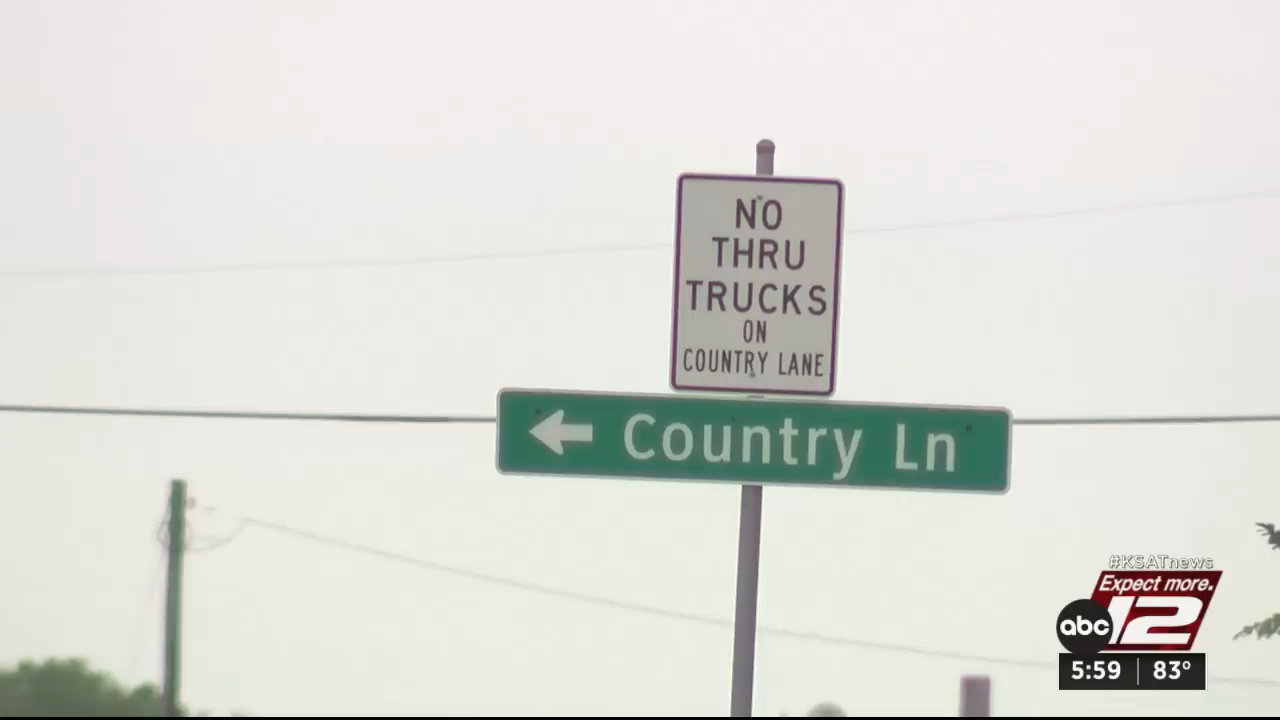 NO
THRU
TRUCKS
ON
COUNTRY LANE
← Country Ln
#KSATnews
Expect more.
abc 12
5:59 83°